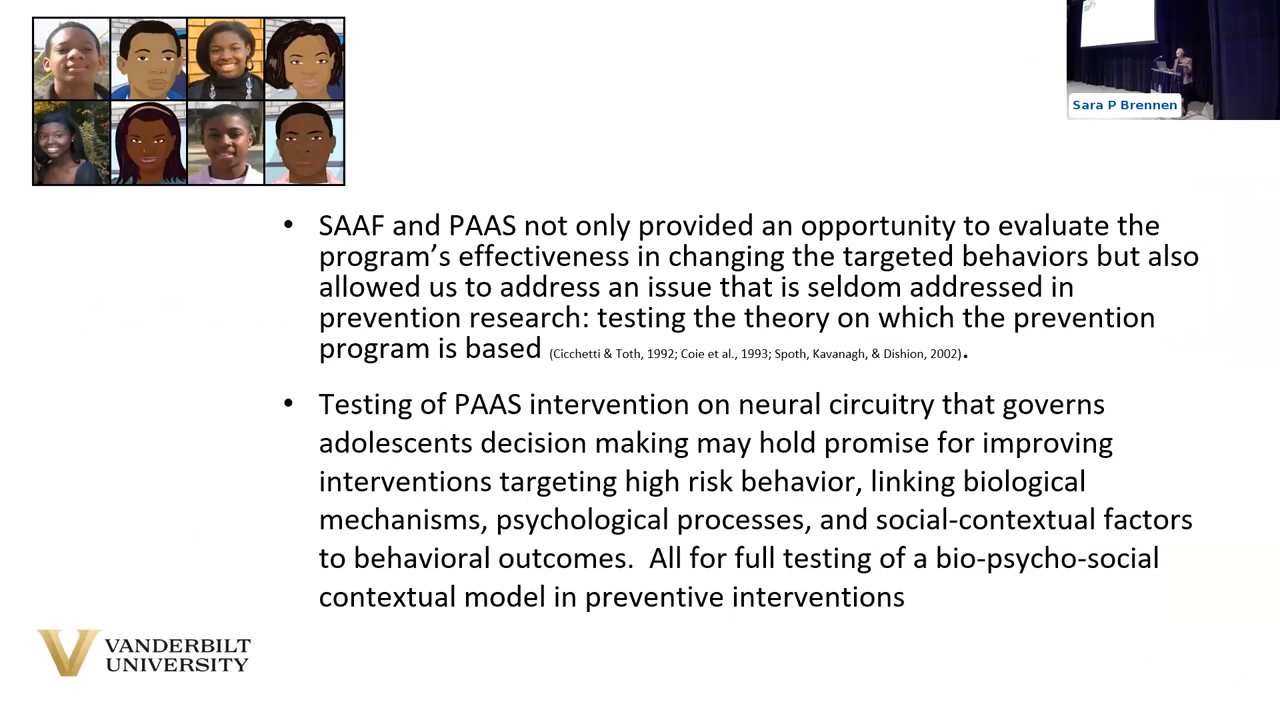 Sara P Brennen
• SAAF and PAAS not only provided an opportunity to evaluate the
program’s effectiveness in changing the targeted behaviors but also
allowed us to address an issue that is seldom addressed in
prevention research: testing the theory on which the prevention
program is based (Cicchetti & Toth, 1992; Coie et al., 1993; Spoth, Kavanagh, & Dishion, 2002).
• Testing of PAAS intervention on neural circuitry that governs
adolescents decision making may hold promise for improving
interventions targeting high risk behavior, linking biological
mechanisms, psychological processes, and social-contextual factors
to behavioral outcomes.  All for full testing of a bio-psycho-social
contextual model in preventive interventions
VANDERBILT
UNIVERSITY